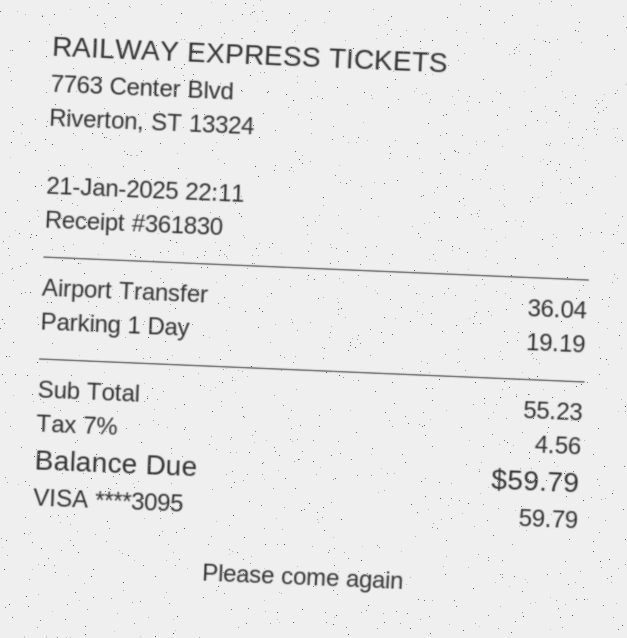 RAILWAY EXPRESS TICKETS
7763 Center Blvd
Riverton, ST 13324
21-Jan-2025 22:11
Receipt #361830
Airport Transfer 36.04
Parking 1 Day 19.19
Sub Total 55.23
Tax 7% 4.56
Balance Due $59.79
VISA ****3095 59.79
Please come again